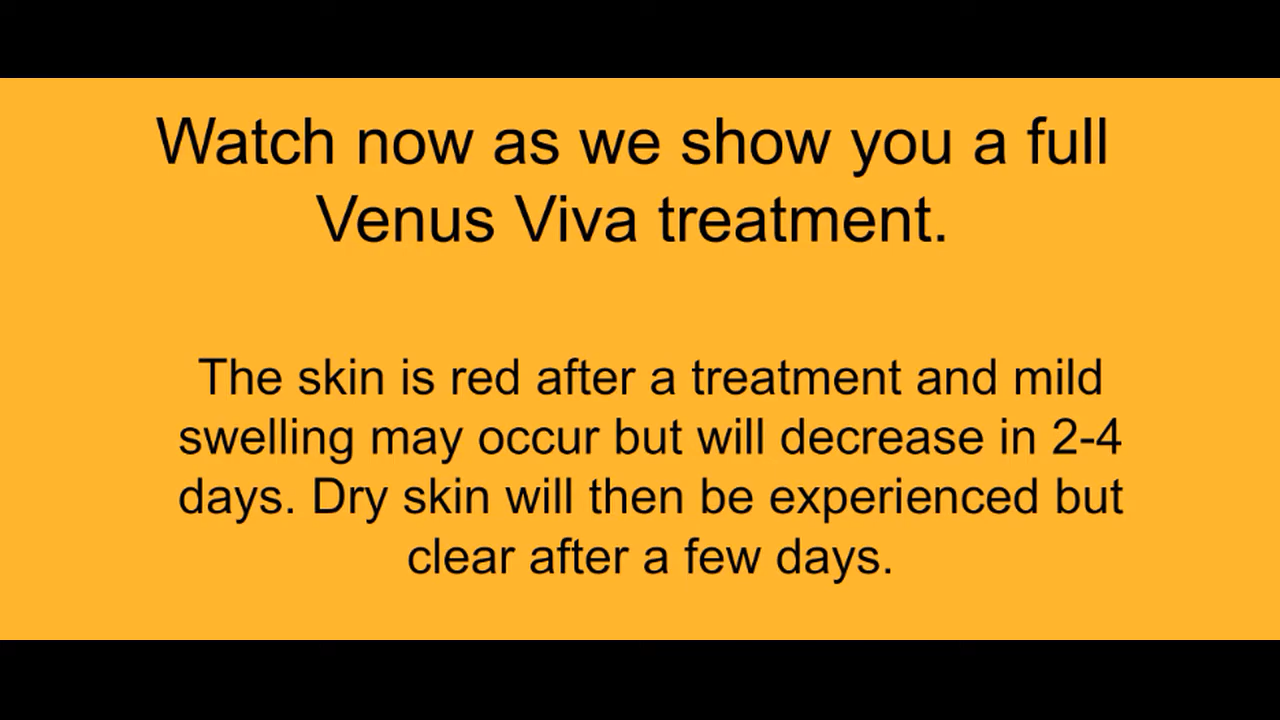 Watch now as we show you a full
Venus Viva treatment.
The skin is red after a treatment and mild
swelling may occur but will decrease in 2-4
days. Dry skin will then be experienced but
clear after a few days.